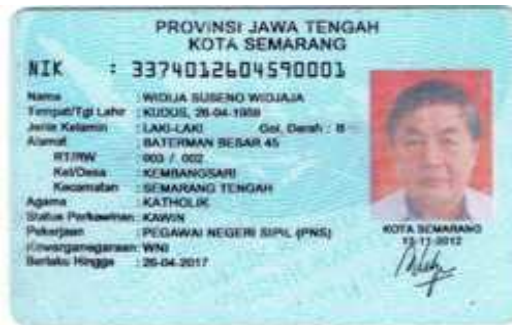 PROVINSI JAWA TENGAH
KOTA SEMARANG
NIK : 3374012604590001
Nama : WIDIJA SUSENO WIDJAJA
Tempat/Tgl Lahir : KUDUS, 26-04-1959
Jenis Kelamin : LAKI-LAKI Gol. Darah : B
Alamat : BATERMAN BESAR 45
RT/RW : 003 / 002
Kel/Desa : KEMBANGSARI
Kecamatan : SEMARANG TENGAH
Agama : KATHOLIK
Status Perkawinan: KAWIN
Pekerjaan : PEGAWAI NEGERI SIPIL (PNS)
Kewarganegaraan: WNI
Berlaku Hingga : 26-04-2017
KOTA SEMARANG
13-11-2012